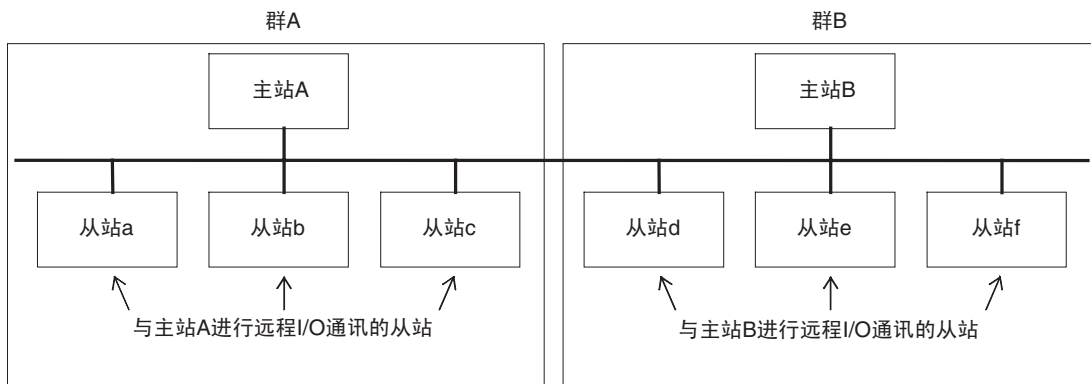 群A
群B
主站A
主站B
从站a
从站b
从站c
从站d
从站e
从站f
与主站A进行远程I/O通讯的从站
与主站B进行远程I/O通讯的从站